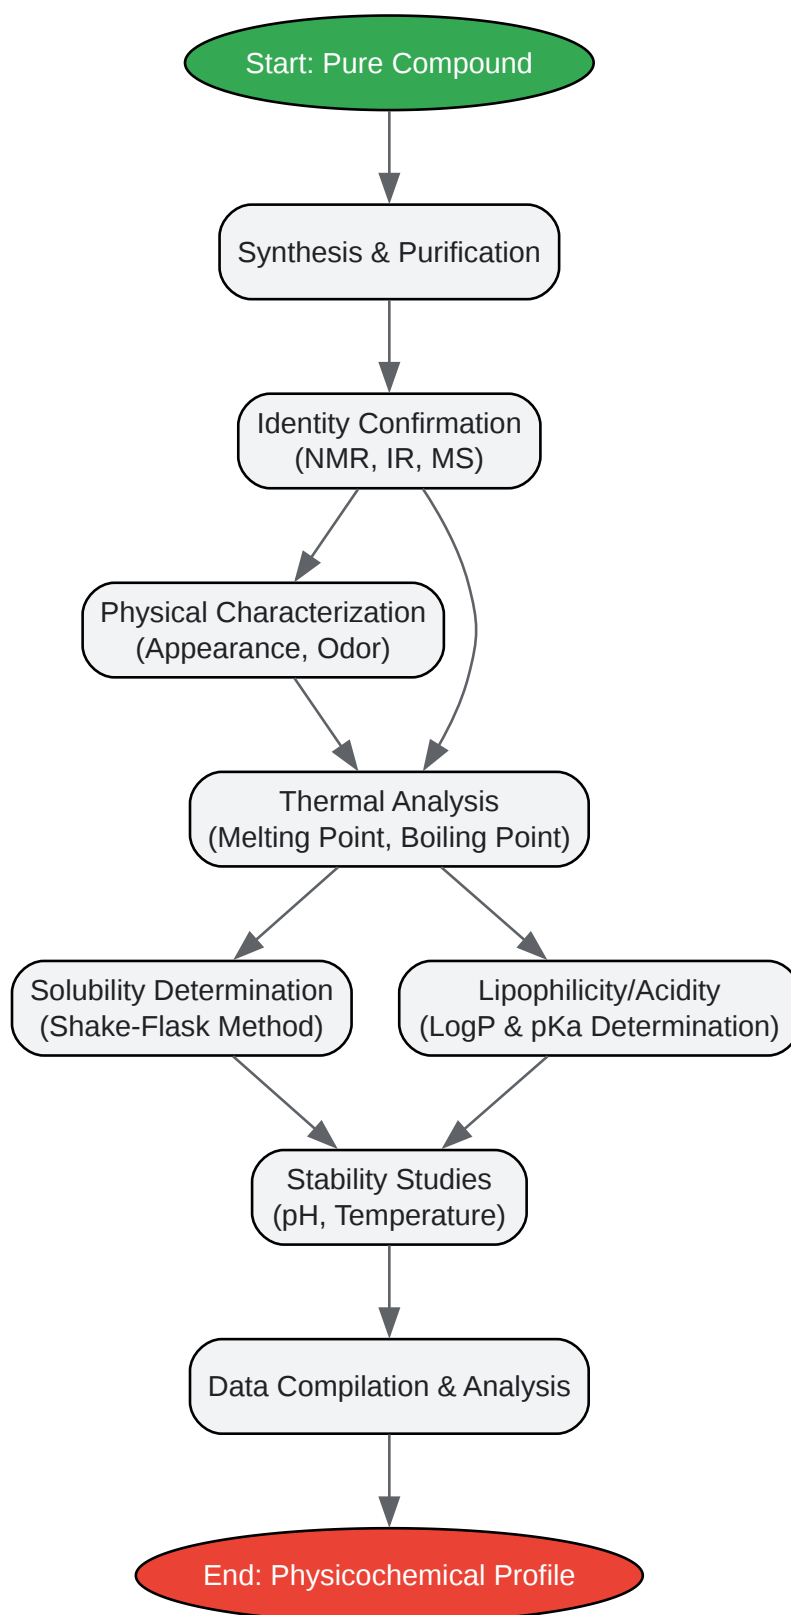 Start: Pure Compound
Synthesis & Purification
Identity Confirmation
(NMR, IR, MS)
Physical Characterization
(Appearance, Odor)
Thermal Analysis
(Melting Point, Boiling Point)
Solubility Determination
(Shake-Flask Method)
Lipophilicity/Acidity
(LogP & pKa Determination)
Stability Studies
(pH, Temperature)
Data Compilation & Analysis
End: Physicochemical Profile